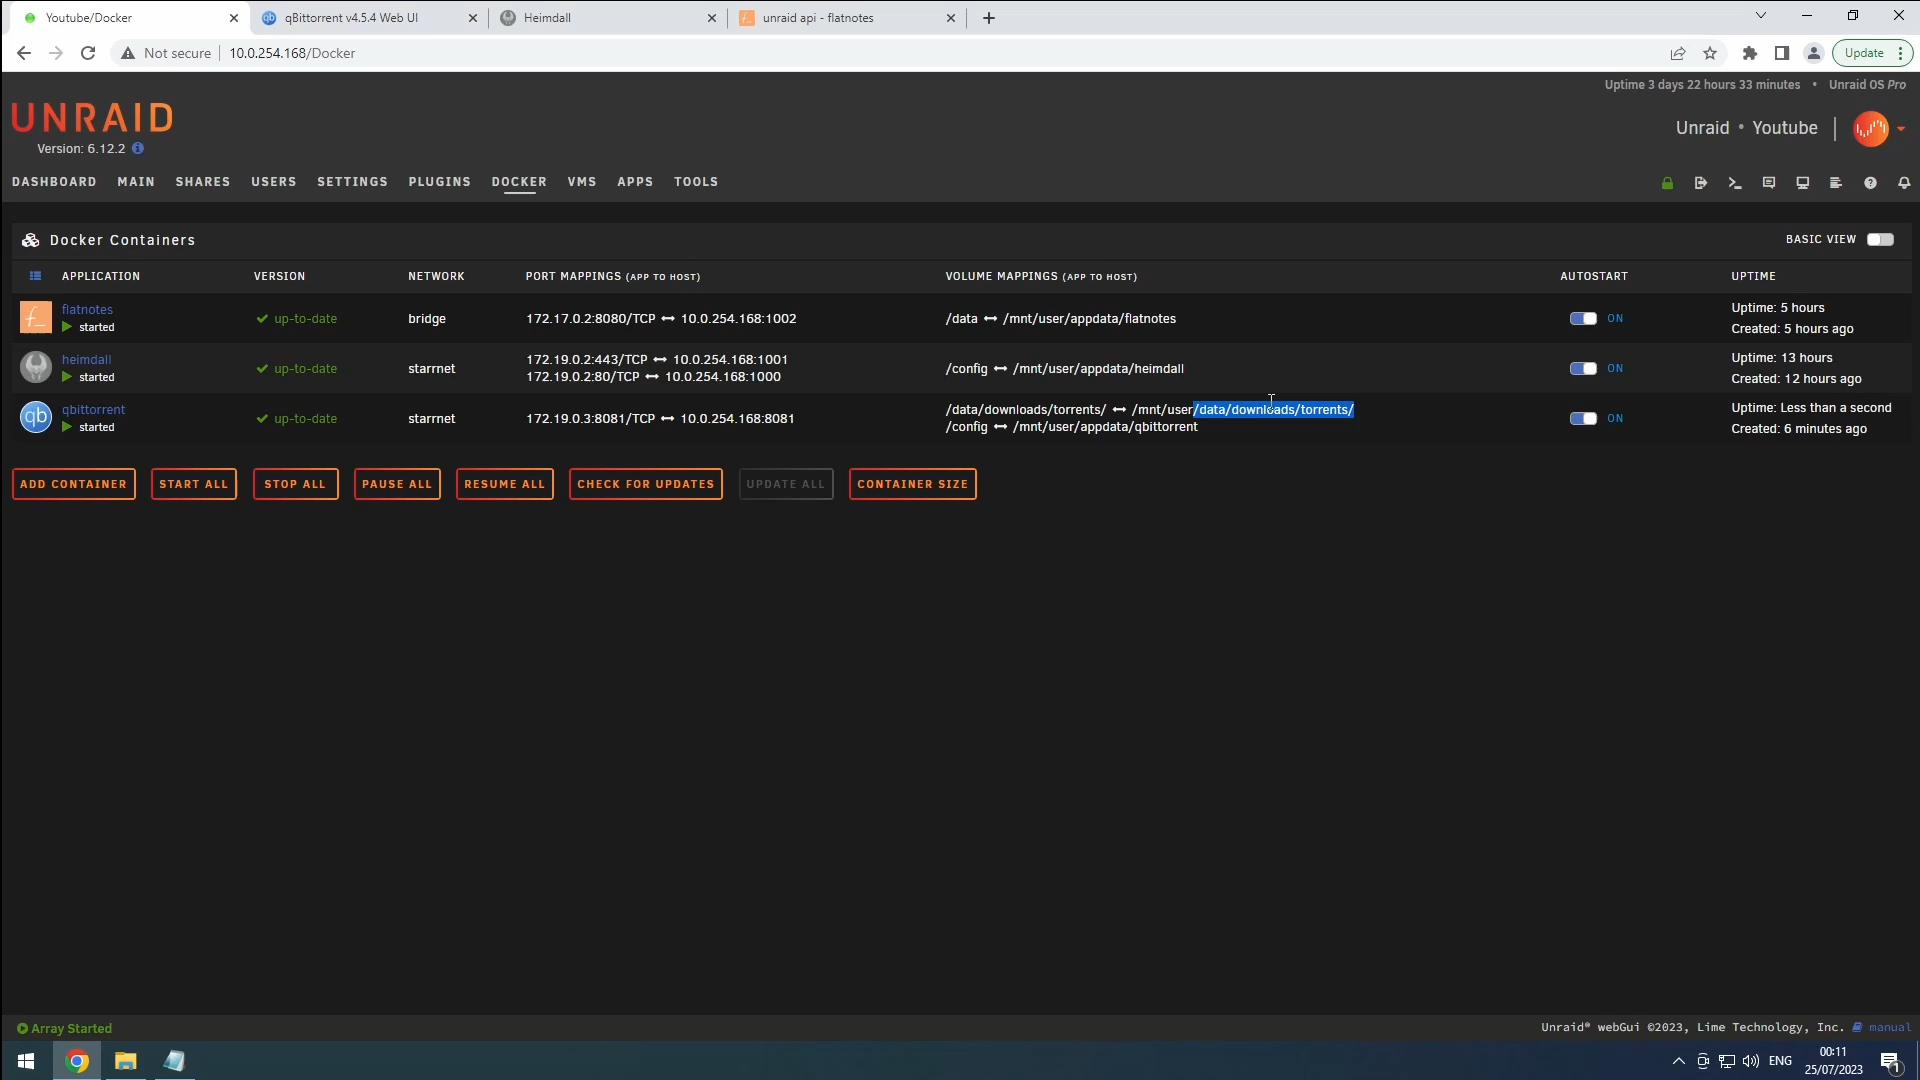 Youtube/Docker
qBittorrent v4.5.4 Web UI
Heimdall
unraid api - flatnotes
Not secure
10.0.254.168/Docker
Update
Uptime 3 days 22 hours 33 minutes • Unraid OS Pro
UNRAID
Version: 6.12.2
Unraid • Youtube
DASHBOARD MAIN SHARES USERS SETTINGS PLUGINS DOCKER VMS APPS TOOLS
Docker Containers
BASIC VIEW
APPLICATION VERSION NETWORK PORT MAPPINGS (APP TO HOST) VOLUME MAPPINGS (APP TO HOST) AUTOSTART UPTIME
f_
flatnotes
started
up-to-date
bridge
172.17.0.2:8080/TCP ↔ 10.0.254.168:1002
/data ↔ /mnt/user/appdata/flatnotes
ON
Uptime: 5 hours
Created: 5 hours ago
heimdall
started
up-to-date
starrnet
172.19.0.2:443/TCP ↔ 10.0.254.168:1001
172.19.0.2:80/TCP ↔ 10.0.254.168:1000
/config ↔ /mnt/user/appdata/heimdall
ON
Uptime: 13 hours
Created: 12 hours ago
qb
qbittorrent
started
up-to-date
starrnet
172.19.0.3:8081/TCP ↔ 10.0.254.168:8081
/data/downloads/torrents/ ↔ /mnt/user/data/downloads/torrents/
/config ↔ /mnt/user/appdata/qbittorrent
ON
Uptime: Less than a second
Created: 6 minutes ago
ADD CONTAINER
START ALL
STOP ALL
PAUSE ALL
RESUME ALL
CHECK FOR UPDATES
UPDATE ALL
CONTAINER SIZE
Array Started
Unraid® webGui ©2023, Lime Technology, Inc. manual
ENG
00:11
25/07/2023
1